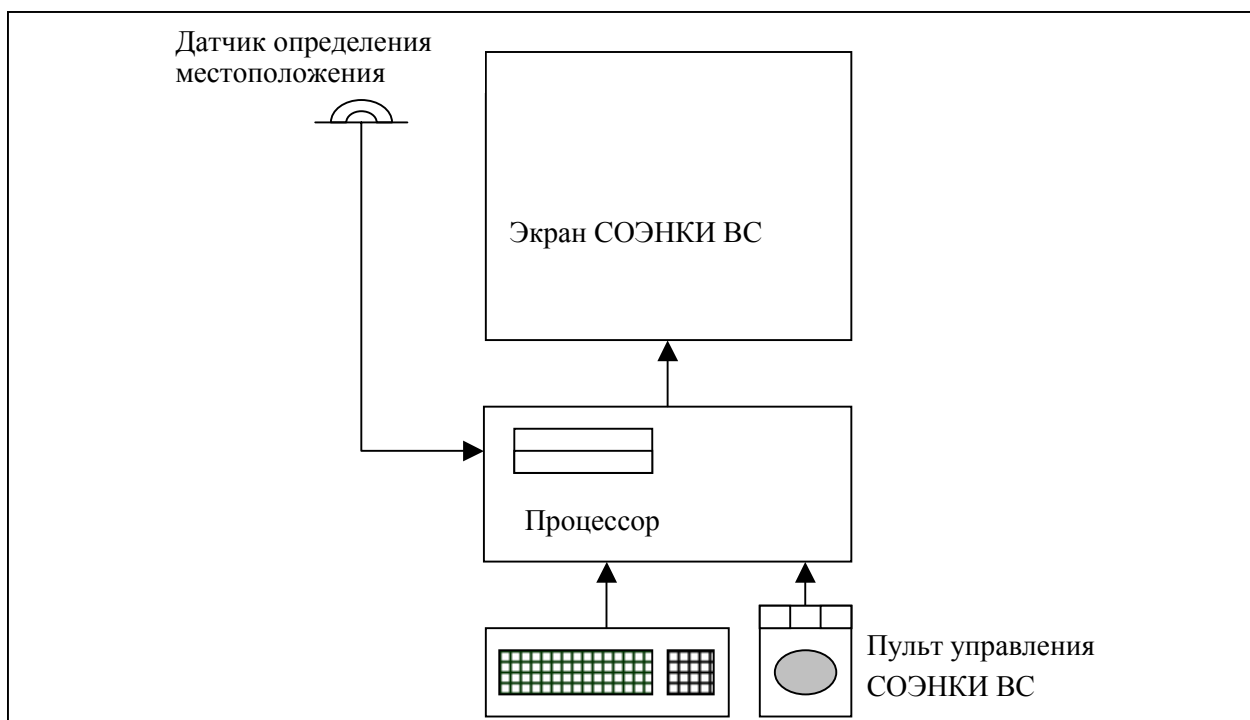 Датчик определения
местоположения
Экран СОЭНКИ ВС
Процессор
Пульт управления
СОЭНКИ ВС